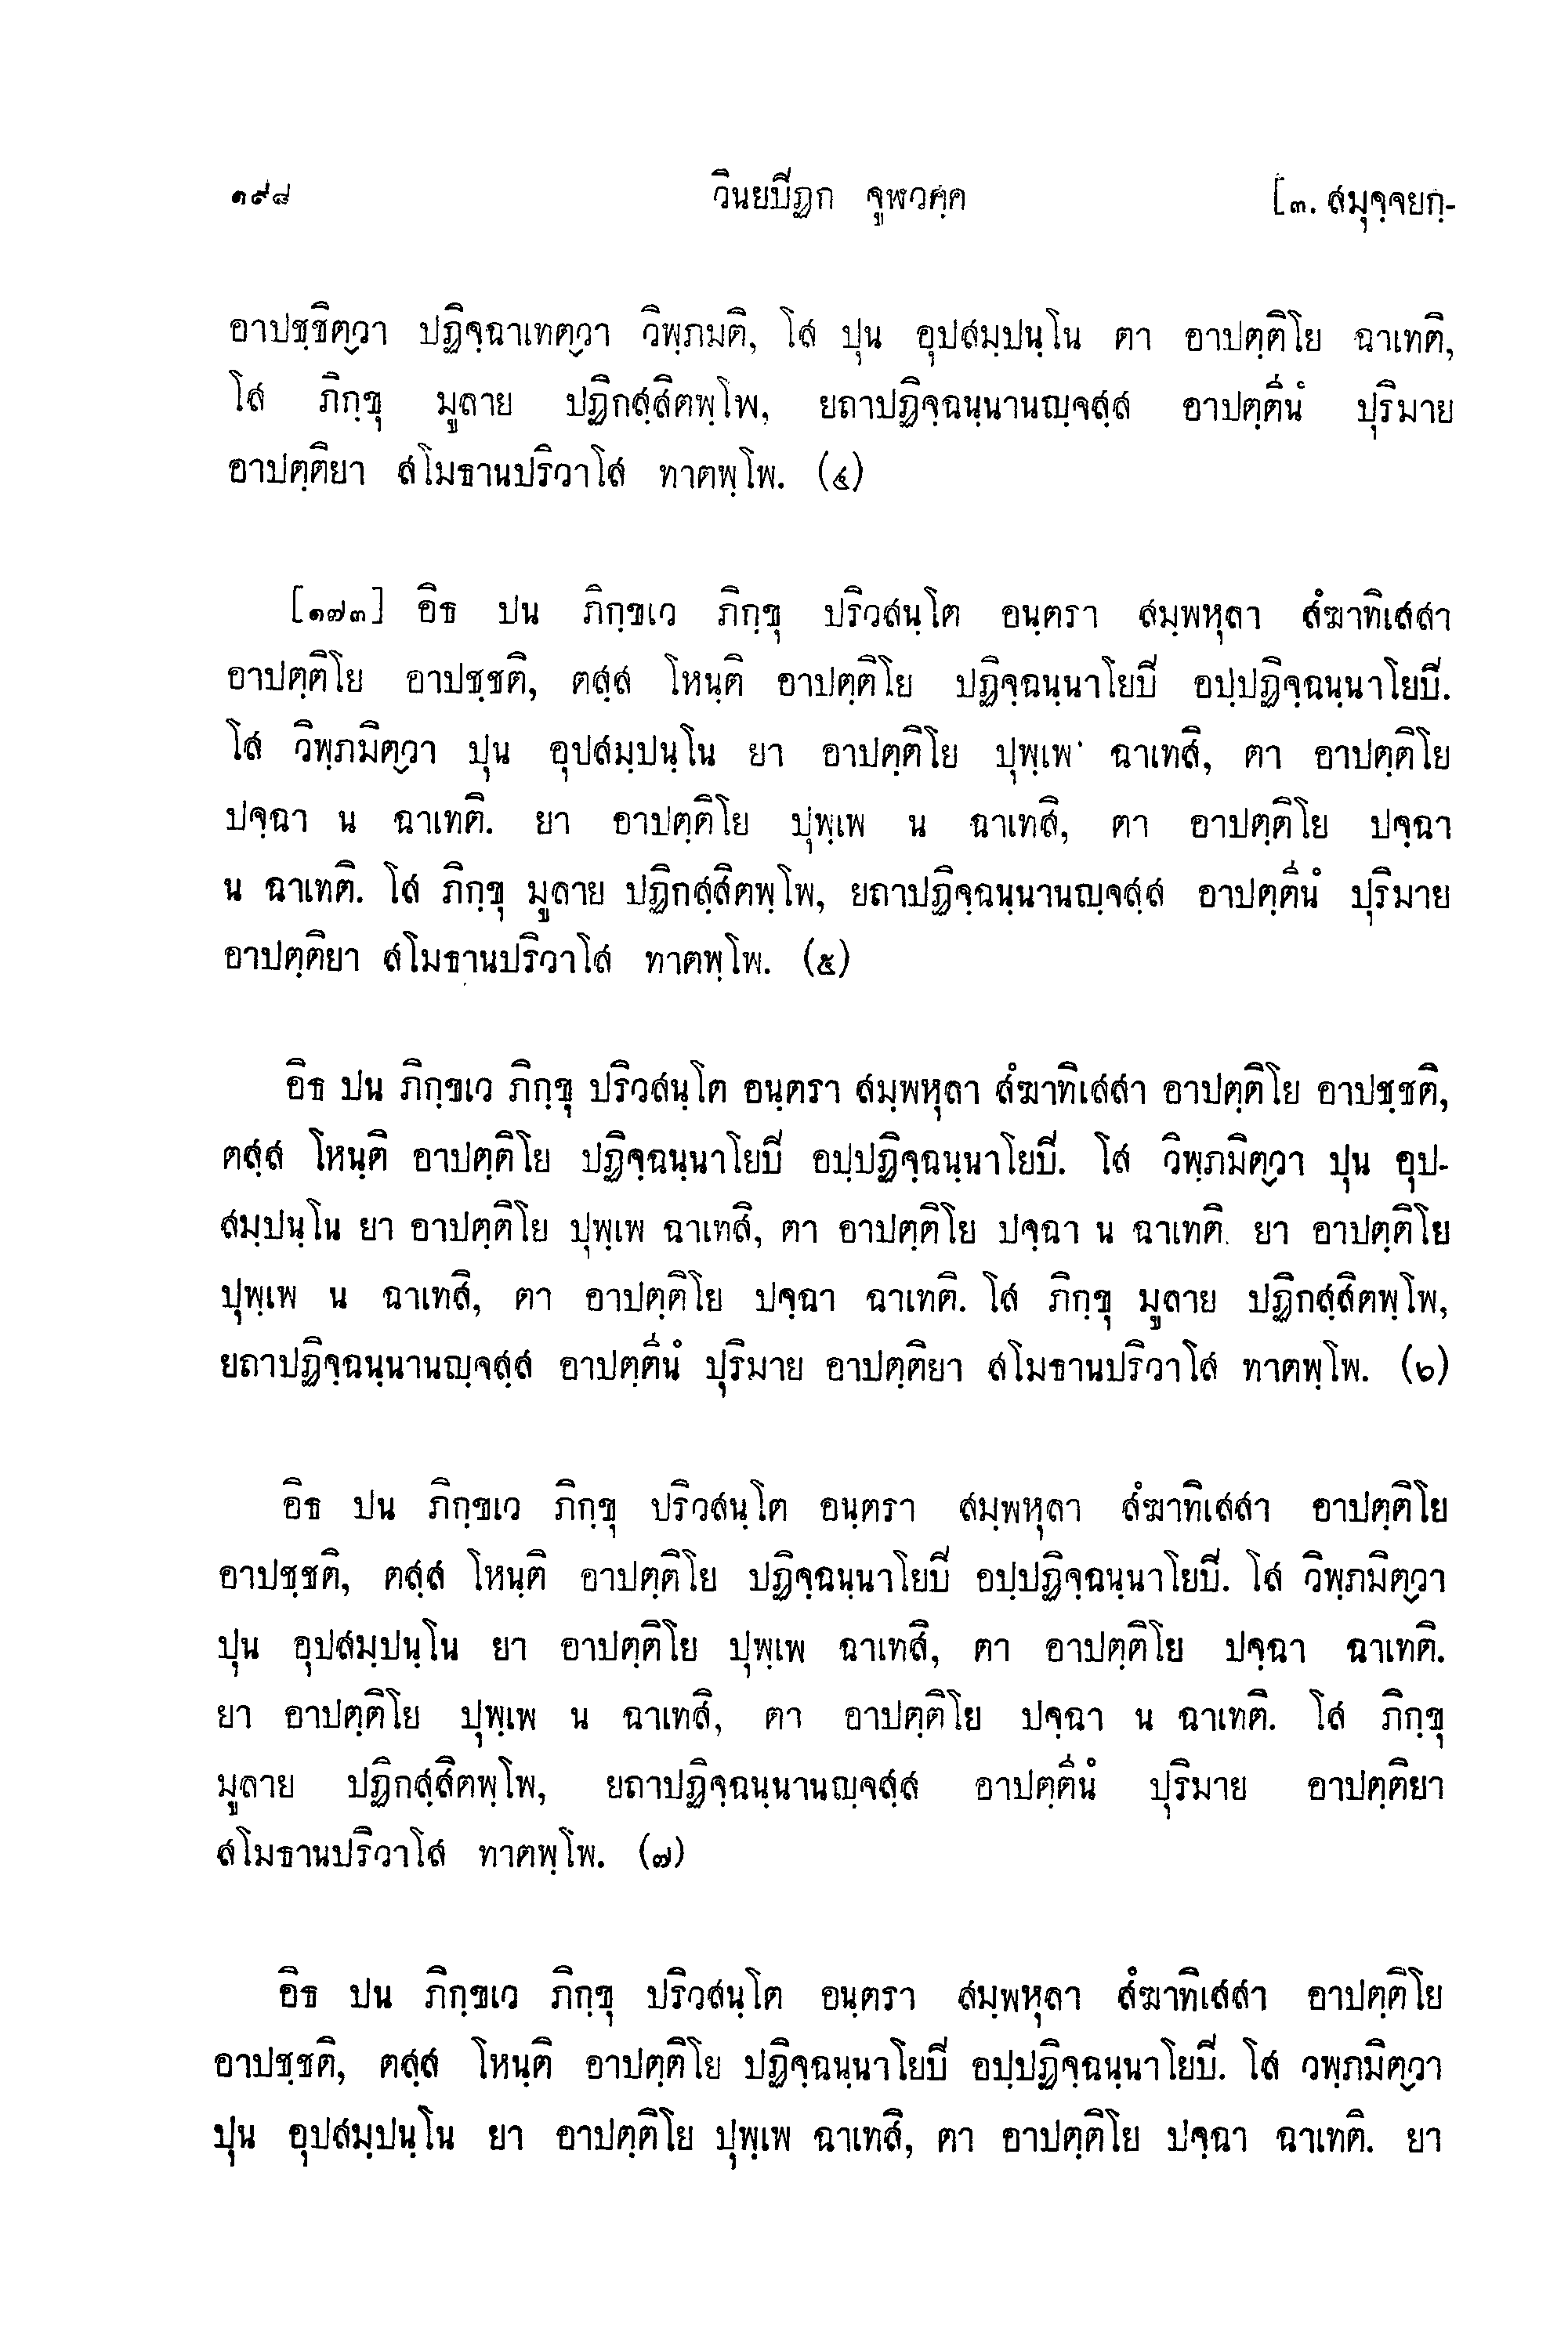 ๑๙๘ วินยปิฏก จูฬวคฺค [๓. สมุจฺจยกฺ-
อาปชฺชิตฺวา ปฏิจฺฉาเทตฺวา วิพฺภมติ, โส ปุน อุปสมฺปนฺโน ตา อาปตฺติโย ฉาเทติ,
โส ภิกฺขุ มูลาย ปฏิกสฺสิตพฺโพ, ยถาปฏิจฺฉนฺนานญฺจสฺส อาปตฺตีนํ ปุริมาย
อาปตฺติยา สโมธานปริวาโส ทาตพฺโพ. (๔)
[๑๗๓] อิธ ปน ภิกฺขเว ภิกฺขุ ปริวสนฺโต อนฺตรา สมฺพหุลา สํฆาทิเสสา
อาปตฺติโย อาปชฺชติ, ตสฺส โหนฺติ อาปตฺติโย ปฏิจฺฉนฺนาโยปิ อปฺปฏิจฺฉนฺนาโยปิ.
โส วิพฺภมิตฺวา ปุน อุปสมฺปนฺโน ยา อาปตฺติโย ปุพฺเพ ฉาเทสิ, ตา อาปตฺติโย
ปจฺฉา น ฉาเทติ. ยา อาปตฺติโย ปุพฺเพ น ฉาเทสิ, ตา อาปตฺติโย ปจฺฉา
น ฉาเทติ. โส ภิกฺขุ มูลาย ปฏิกสฺสิตพฺโพ, ยถาปฏิจฺฉนฺนานญฺจสฺส อาปตฺตีนํ ปุริมาย
อาปตฺติยา สโมธานปริวาโส ทาตพฺโพ. (๕)
อิธ ปน ภิกฺขเว ภิกฺขุ ปริวสนฺโต อนฺตรา สมฺพหุลา สํฆาทิเสสา อาปตฺติโย อาปชฺชติ,
ตสฺส โหนฺติ อาปตฺติโย ปฏิจฺฉนฺนาโยปิ อปฺปฏิจฺฉนฺนาโยปิ. โส วิพฺภมิตฺวา ปุน อุป-
สมฺปนฺโน ยา อาปตฺติโย ปุพฺเพ ฉาเทสิ, ตา อาปตฺติโย ปจฺฉา น ฉาเทติ. ยา อาปตฺติโย
ปุพฺเพ น ฉาเทสิ, ตา อาปตฺติโย ปจฺฉา ฉาเทติ. โส ภิกฺขุ มูลาย ปฏิกสฺสิตพฺโพ,
ยถาปฏิจฺฉนฺนานญฺจสฺส อาปตฺตีนํ ปุริมาย อาปตฺติยา สโมธานปริวาโส ทาตพฺโพ. (๖)
อิธ ปน ภิกฺขเว ภิกฺขุ ปริวสนฺโต อนฺตรา สมฺพหุลา สํฆาทิเสสา อาปตฺติโย
อาปชฺชติ, ตสฺส โหนฺติ อาปตฺติโย ปฏิจฺฉนฺนาโยปิ อปฺปฏิจฺฉนฺนาโยปิ. โส วิพฺภมิตฺวา
ปุน อุปสมฺปนฺโน ยา อาปตฺติโย ปุพฺเพ ฉาเทสิ, ตา อาปตฺติโย ปจฺฉา ฉาเทติ.
ยา อาปตฺติโย ปุพฺเพ น ฉาเทสิ, ตา อาปตฺติโย ปจฺฉา น ฉาเทติ. โส ภิกฺขุ
มูลาย ปฏิกสฺสิตพฺโพ, ยถาปฏิจฺฉนฺนานญฺจสฺส อาปตฺตีนํ ปุริมาย อาปตฺติยา
สโมธานปริวาโส ทาตพฺโพ. (๗)
อิธ ปน ภิกฺขเว ภิกฺขุ ปริวสนฺโต อนฺตรา สมฺพหุลา สํฆาทิเสสา อาปตฺติโย
อาปชฺชติ, ตสฺส โหนฺติ อาปตฺติโย ปฏิจฺฉนฺนาโยปิ อปฺปฏิจฺฉนฺนาโยปิ. โส วพฺภมิตฺวา
ปุน อุปสมฺปนฺโน ยา อาปตฺติโย ปุพฺเพ ฉาเทสิ, ตา อาปตฺติโย ปจฺฉา ฉาเทติ. ยา